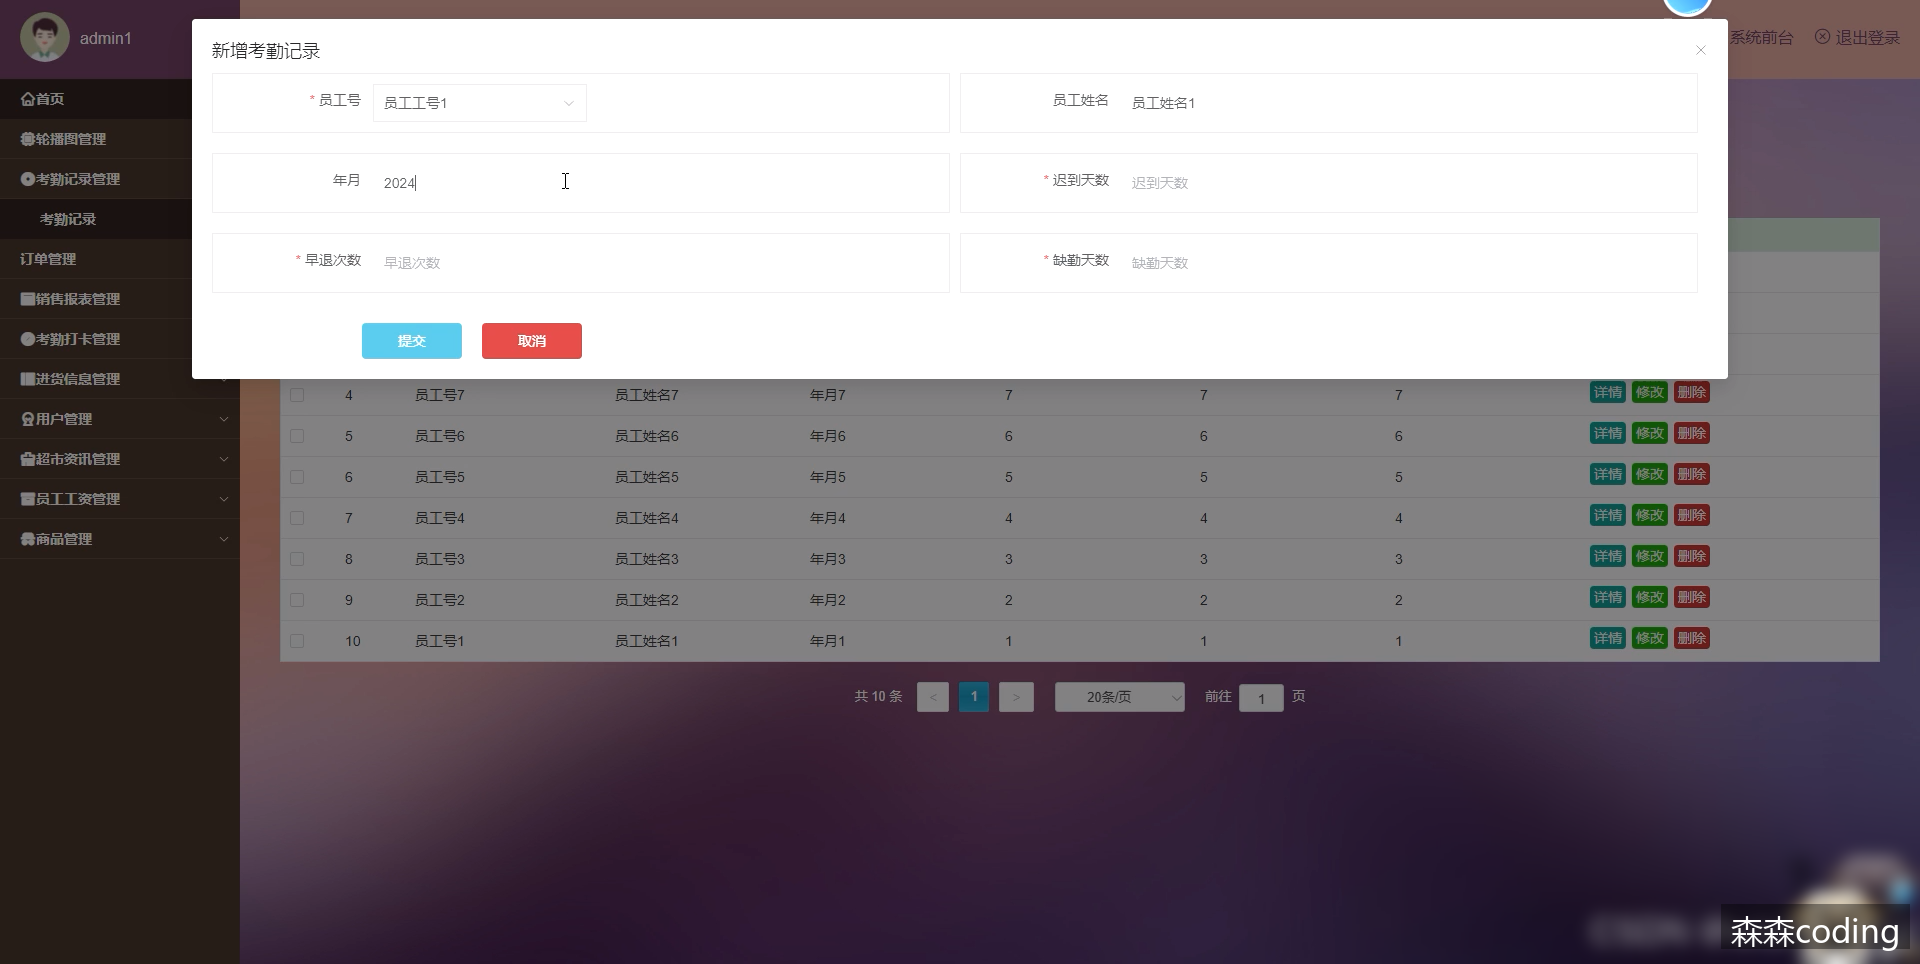 admin1
系统前台
退出登录
首页
轮播图管理
考勤记录管理
考勤记录
订单管理
销售报表管理
考勤打卡管理
进货信息管理
用户管理
超市资讯管理
员工工资管理
商品管理
新增考勤记录
* 员工号 员工工号1
员工姓名 员工姓名1
年月 2024
* 迟到天数 迟到天数
* 早退次数 早退次数
* 缺勤天数 缺勤天数
提交 取消
4 员工号7 员工姓名7 年月7 7 7 7 详情 修改 删除
5 员工号6 员工姓名6 年月6 6 6 6 详情 修改 删除
6 员工号5 员工姓名5 年月5 5 5 5 详情 修改 删除
7 员工号4 员工姓名4 年月4 4 4 4 详情 修改 删除
8 员工号3 员工姓名3 年月3 3 3 3 详情 修改 删除
9 员工号2 员工姓名2 年月2 2 2 2 详情 修改 删除
10 员工号1 员工姓名1 年月1 1 1 1 详情 修改 删除
共 10 条 < 1 > 20条/页 前往 1 页
森森coding